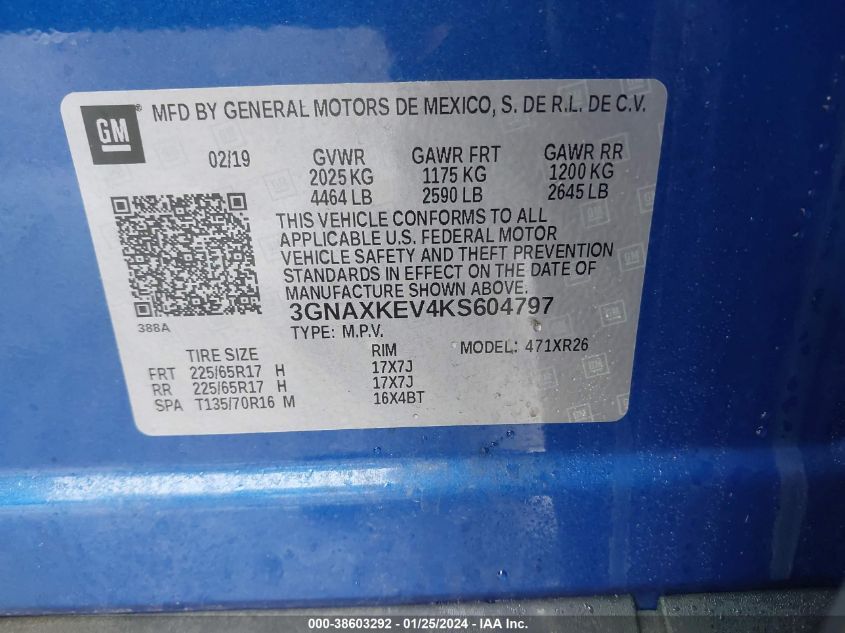 GM ® MFD BY GENERAL MOTORS DE MEXICO, S. DE R.L. DE C.V.
02/19 GVWR GAWR FRT GAWR RR
2025 KG 1175 KG 1200 KG
4464 LB 2590 LB 2645 LB
THIS VEHICLE CONFORMS TO ALL
APPLICABLE U.S. FEDERAL MOTOR
VEHICLE SAFETY AND THEFT PREVENTION
STANDARDS IN EFFECT ON THE DATE OF
MANUFACTURE SHOWN ABOVE.
3GNAXKEV4KS604797
388A
TYPE: M.P.V. MODEL: 471XR26
TIRE SIZE RIM
FRT 225/65R17 H 17X7J
RR 225/65R17 H 17X7J
SPA T135/70R16 M 16X4BT
000-38603292 - 01/25/2024 - IAA Inc.